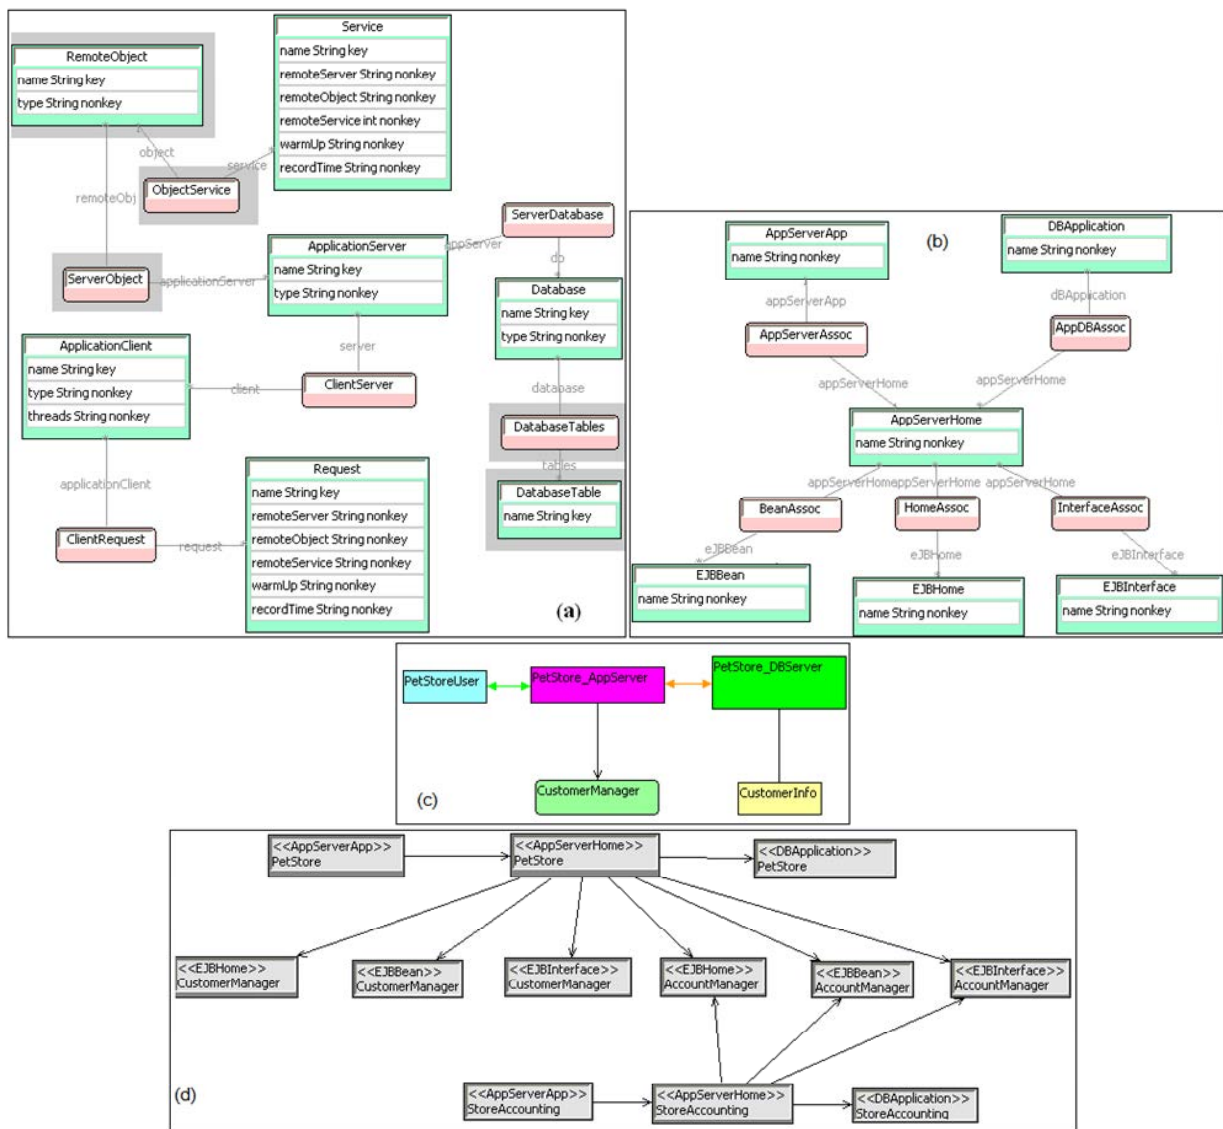 RemoteObject
name String key
type String nonkey
Service
name String key
remoteServer String nonkey
remoteObject String nonkey
remoteService int nonkey
warmUp String nonkey
recordTime String nonkey
object
service
ObjectService
remoteObj
ServerObject
applicationServer
ApplicationServer
name String key
type String nonkey
appServer
ServerDatabase
db
Database
name String key
type String nonkey
server
ApplicationClient
name String key
type String nonkey
threads String nonkey
client
ClientServer
database
DatabaseTables
tables
DatabaseTable
name String key
applicationClient
ClientRequest
request
Request
name String key
remoteServer String nonkey
remoteObject String nonkey
remoteService String nonkey
warmUp String nonkey
recordTime String nonkey
(a)
AppServerApp
name String nonkey
(b)
DBApplication
name String nonkey
appServerApp
dBApplication
AppServerAssoc
AppDBAssoc
appServerHome
appServerHome
AppServerHome
name String nonkey
appServerHome
appServerHome
appServerHome
BeanAssoc
HomeAssoc
InterfaceAssoc
eJBBean
eJBHome
eJBInterface
EJBBean
name String nonkey
EJBHome
name String nonkey
EJBInterface
name String nonkey
PetStoreUser
PetStore_AppServer
PetStore_DBServer
CustomerManager
CustomerInfo
(c)
<<AppServerApp>>
PetStore
<<AppServerHome>>
PetStore
<<DBApplication>>
PetStore
<<EJBHome>>
CustomerManager
<<EJBBean>>
CustomerManager
<<EJBInterface>>
CustomerManager
<<EJBHome>>
AccountManager
<<EJBBean>>
AccountManager
<<EJBInterface>>
AccountManager
(d)
<<AppServerApp>>
StoreAccounting
<<AppServerHome>>
StoreAccounting
<<DBApplication>>
StoreAccounting